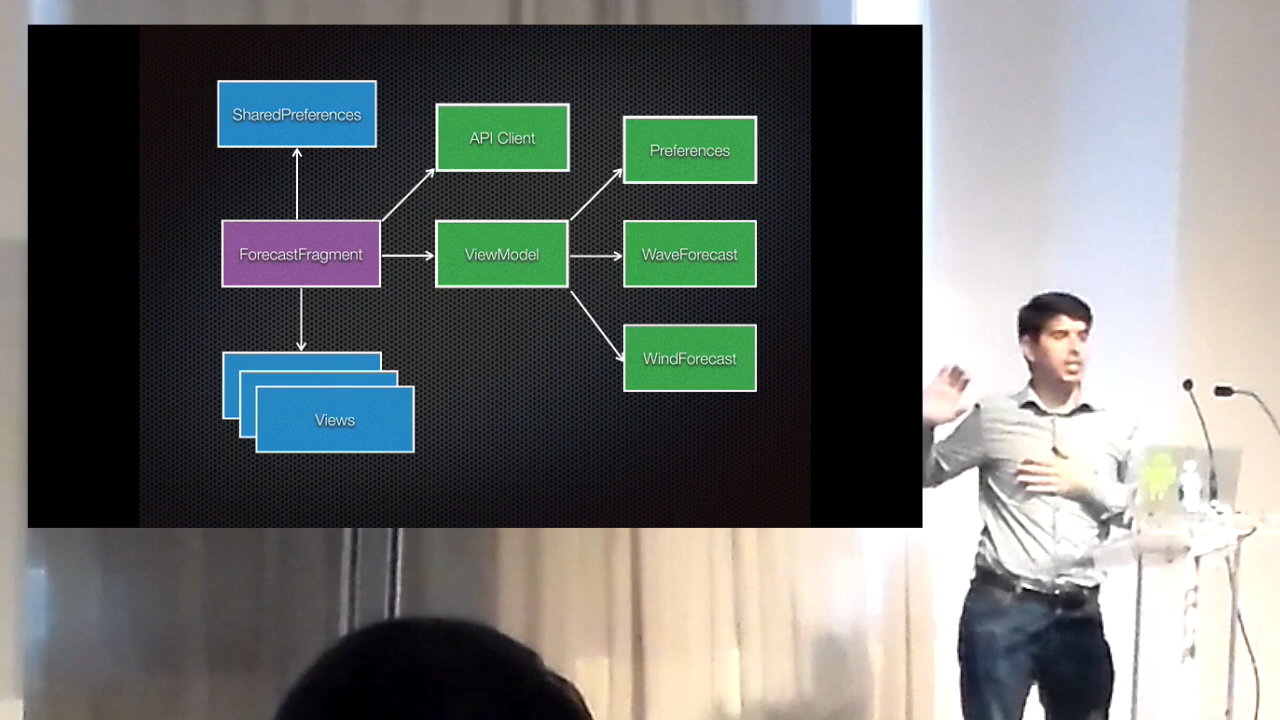 SharedPreferences
API Client
Preferences
ForecastFragment
ViewModel
WaveForecast
WindForecast
Views